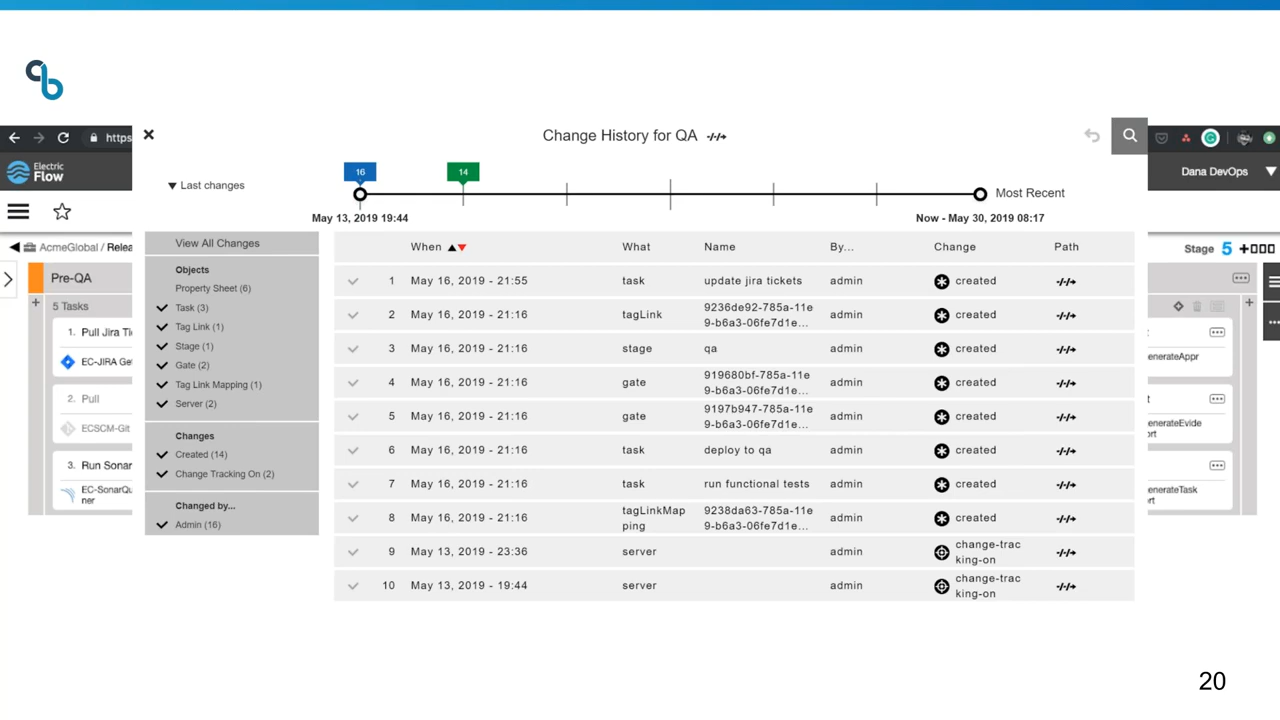 https
Electric
Flow
Dana DevOps
Change History for QA
16
14
Last changes
Most Recent
May 13, 2019 19:44
Now - May 30, 2019 08:17
AcmeGlobal / Relea
Stage 5
Pre-QA
5 Tasks
1. Pull Jira Ti
EC-JIRA Get
2. Pull
ECSCM-Git
3. Run Sonar
EC-SonarQu
ner
View All Changes
Objects
Property Sheet (6)
Task (3)
Tag Link (1)
Stage (1)
Gate (2)
Tag Link Mapping (1)
Server (2)
Changes
Created (14)
Change Tracking On (2)
Changed by...
Admin (16)
When What Name By... Change Path
1 May 16, 2019 - 21:55 task update jira tickets admin created
2 May 16, 2019 - 21:16 tagLink 9236de92-785a-11e
9-b6a3-06fe7d1e... admin created
3 May 16, 2019 - 21:16 stage qa admin created
4 May 16, 2019 - 21:16 gate 919680bf-785a-11e
9-b6a3-06fe7d1e... admin created
5 May 16, 2019 - 21:16 gate 9197b947-785a-11e
9-b6a3-06fe7d1e... admin created
6 May 16, 2019 - 21:16 task deploy to qa admin created
7 May 16, 2019 - 21:16 task run functional tests admin created
8 May 16, 2019 - 21:16 tagLinkMap
ping 9238da63-785a-11e
9-b6a3-06fe7d1e... admin created
9 May 13, 2019 - 23:36 server admin change-trac
king-on
10 May 13, 2019 - 19:44 server admin change-trac
king-on
enerateAppr
t
enerateEvide
ort
enerateTask
ort
20